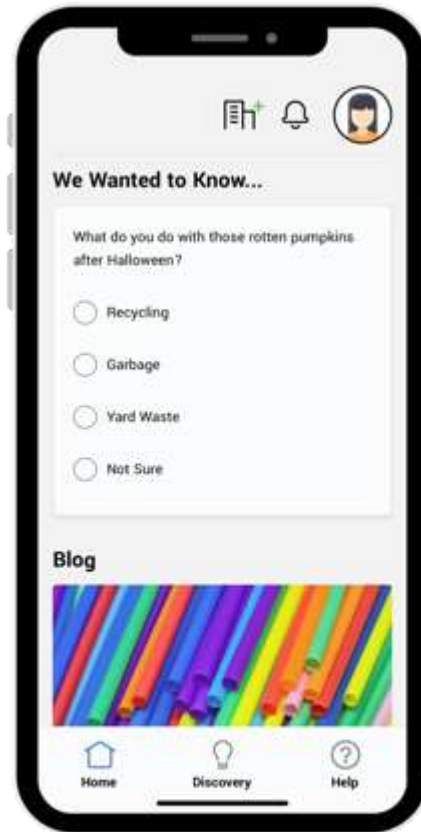 We Wanted to Know...
What do you do with those rotten pumpkins
after Halloween?
Recycling
Garbage
Yard Waste
Not Sure
Blog
Home
Discovery
Help